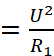 = U² / R₁